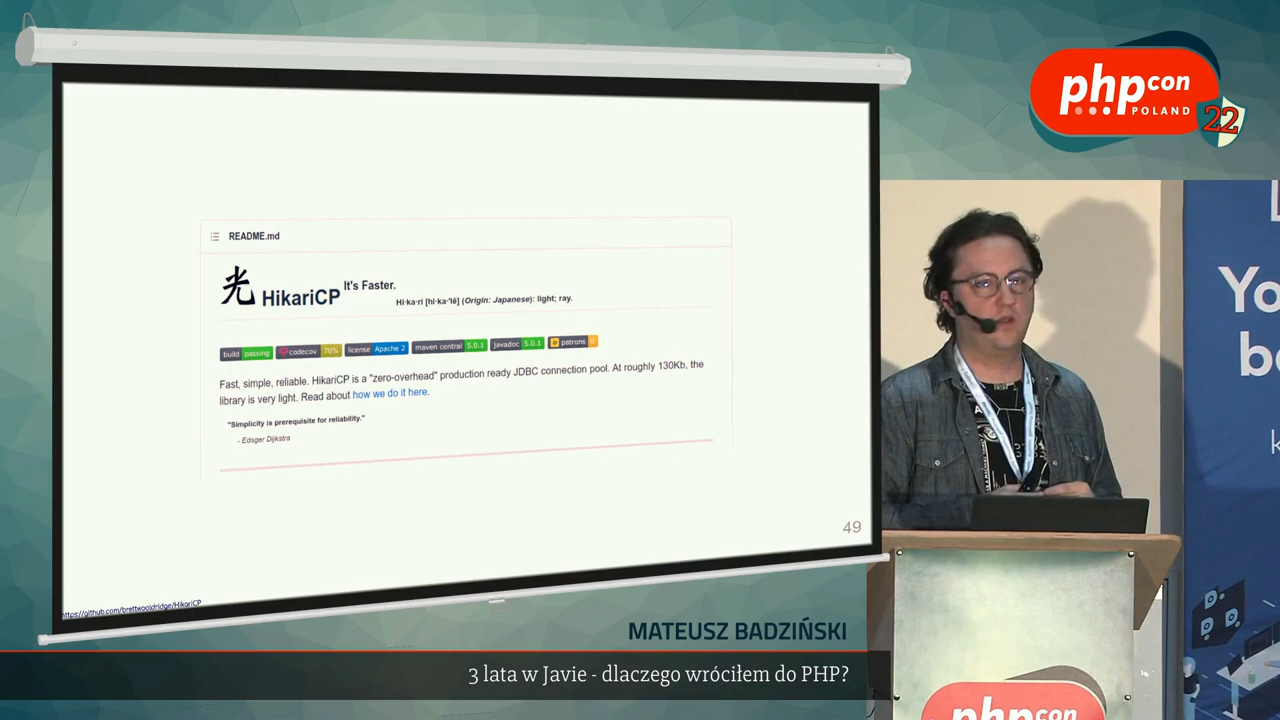 php con
POLAND
22
README.md
光 HikariCP It's Faster.
Hi·ka·ri [hi·ka·'lē] (Origin: Japanese): light; ray.
build passing codecov 70% license Apache 2 maven central 5.0.1 javadoc 5.0.1 patrons 0
Fast, simple, reliable. HikariCP is a "zero-overhead" production ready JDBC connection pool. At roughly 130Kb, the
library is very light. Read about how we do it here.
"Simplicity is prerequisite for reliability."
- Edsger Dijkstra
49
https://github.com/brettwooldridge/HikariCP
Yo
be
k
MATEUSZ BADZIŃSKI
3 lata w Javie - dlaczego wróciłem do PHP?
php con